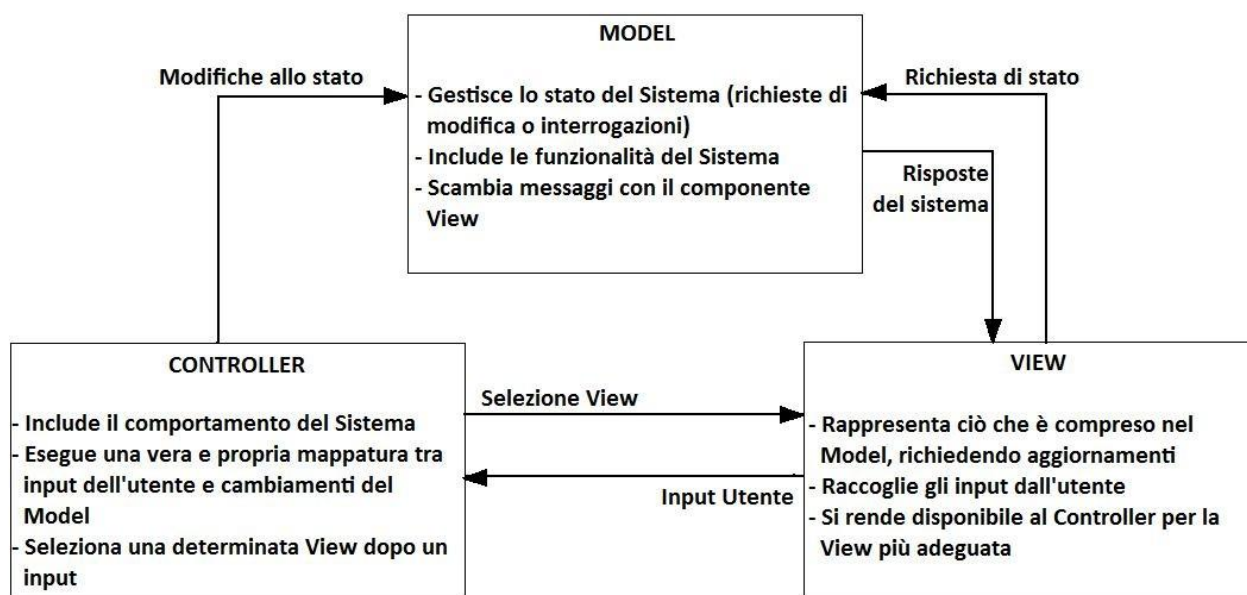 MODEL
Modifiche allo stato
Richiesta di stato
- Gestisce lo stato del Sistema (richieste di
modifica o interrogazioni)
- Include le funzionalità del Sistema
- Scambia messaggi con il componente
View
Risposte
del sistema
CONTROLLER
- Include il comportamento del Sistema
- Esegue una vera e propria mappatura tra
input dell'utente e cambiamenti del
Model
- Seleziona una determinata View dopo un
input
Selezione View
Input Utente
VIEW
- Rappresenta ciò che è compreso nel
Model, richiedendo aggiornamenti
- Raccoglie gli input dall'utente
- Si rende disponibile al Controller per la
View più adeguata